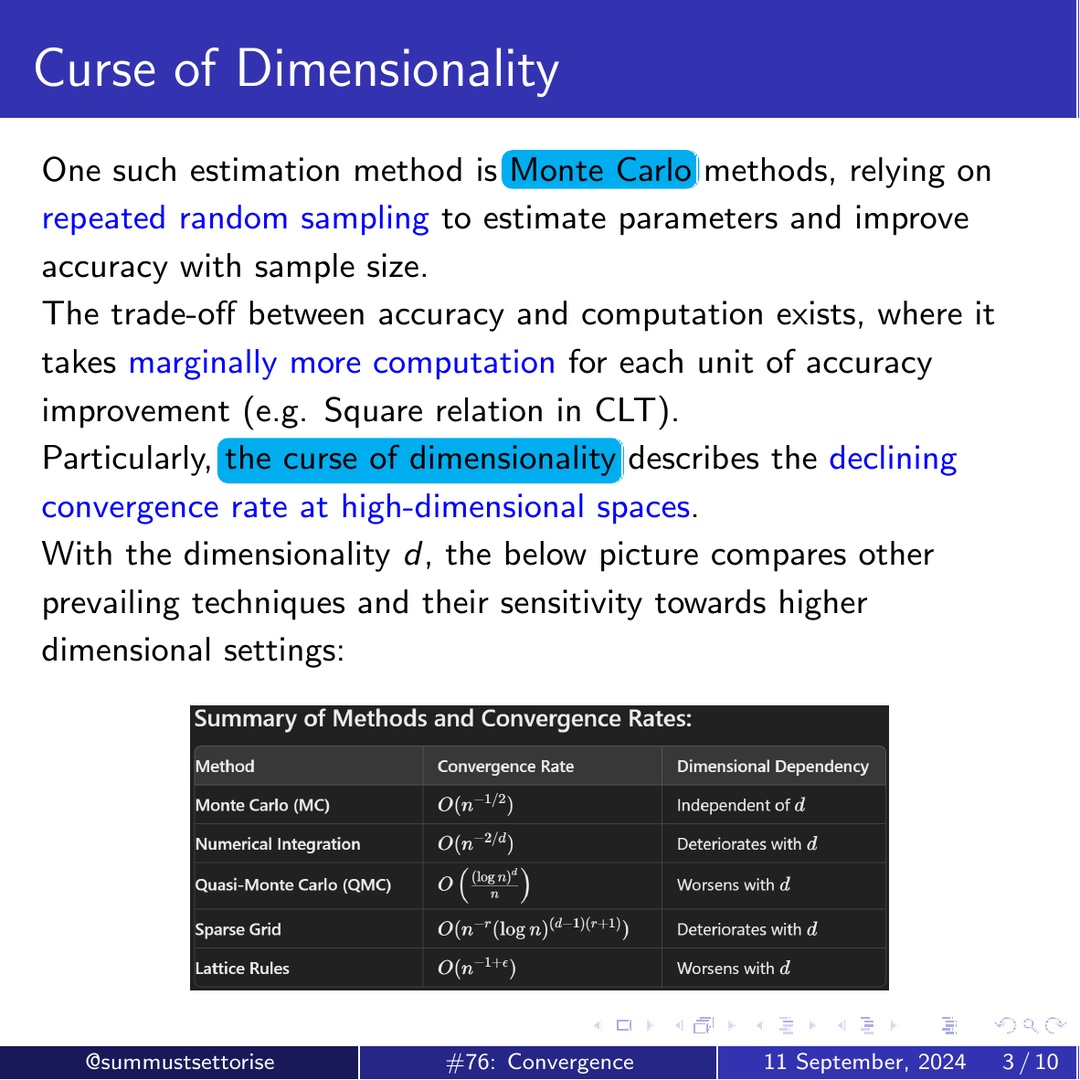 Curse of Dimensionality
One such estimation method is Monte Carlo methods, relying on
repeated random sampling to estimate parameters and improve
accuracy with sample size.
The trade-off between accuracy and computation exists, where it
takes marginally more computation for each unit of accuracy
improvement (e.g. Square relation in CLT).
Particularly, the curse of dimensionality describes the declining
convergence rate at high-dimensional spaces.
With the dimensionality d, the below picture compares other
prevailing techniques and their sensitivity towards higher
dimensional settings:
Summary of Methods and Convergence Rates:
Method Convergence Rate Dimensional Dependency
Monte Carlo (MC) O(n^{-1/2}) Independent of d
Numerical Integration O(n^{-2/d}) Deteriorates with d
Quasi-Monte Carlo (QMC) O((log n)^d / n) Worsens with d
Sparse Grid O(n^{-r}(log n)^{(d-1)(r+1)}) Deteriorates with d
Lattice Rules O(n^{-1+ϵ}) Worsens with d
@summustsettorise #76: Convergence 11 September, 2024 3 / 10